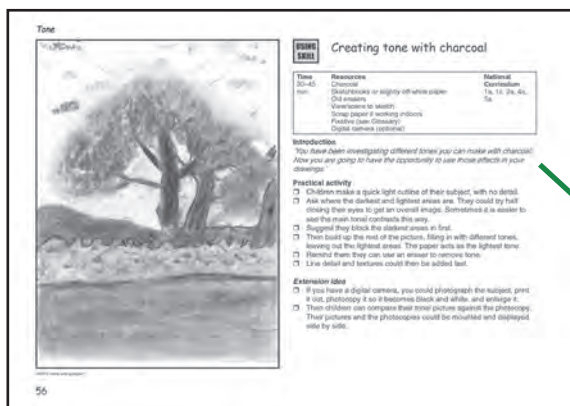 Tone
USING
SKILL
Creating tone with charcoal
Time
Resources
National
30–45
Charcoal
Curriculum
min
Sketchbooks or slightly off-white paper
1a, 1c, 2a, 4a,
Old erasers
5a
View/space to sketch
Scrap paper if working indoors
Fixative (see Glossary)
Digital camera (optional)
Introduction
'You have been investigating different tones you can make with charcoal.
Now you are going to have the opportunity to use those effects in your
drawings.'
Practical activity
❒ Children make a quick light outline of their subject, with no detail.
❒ Ask where the darkest and lightest areas are. They could try half
closing their eyes to get an overall image. Sometimes it is easier to
see the main tonal contrasts this way.
❒ Suggest they block the darkest areas in first.
❒ Then build up the rest of the picture, filling in with different tones,
leaving out the lightest areas. The paper acts as the lightest tone.
❒ Remind them they can use an eraser to remove tone.
❒ Line detail and textures could then be added last.
Extension idea
❒ If you have a digital camera, you could photograph the subject, print
it out, photocopy it so it becomes black and white, and enlarge it.
❒ Then children can compare their tonal picture against the photocopy.
Their pictures and the photocopies could be mounted and displayed
side by side.
56